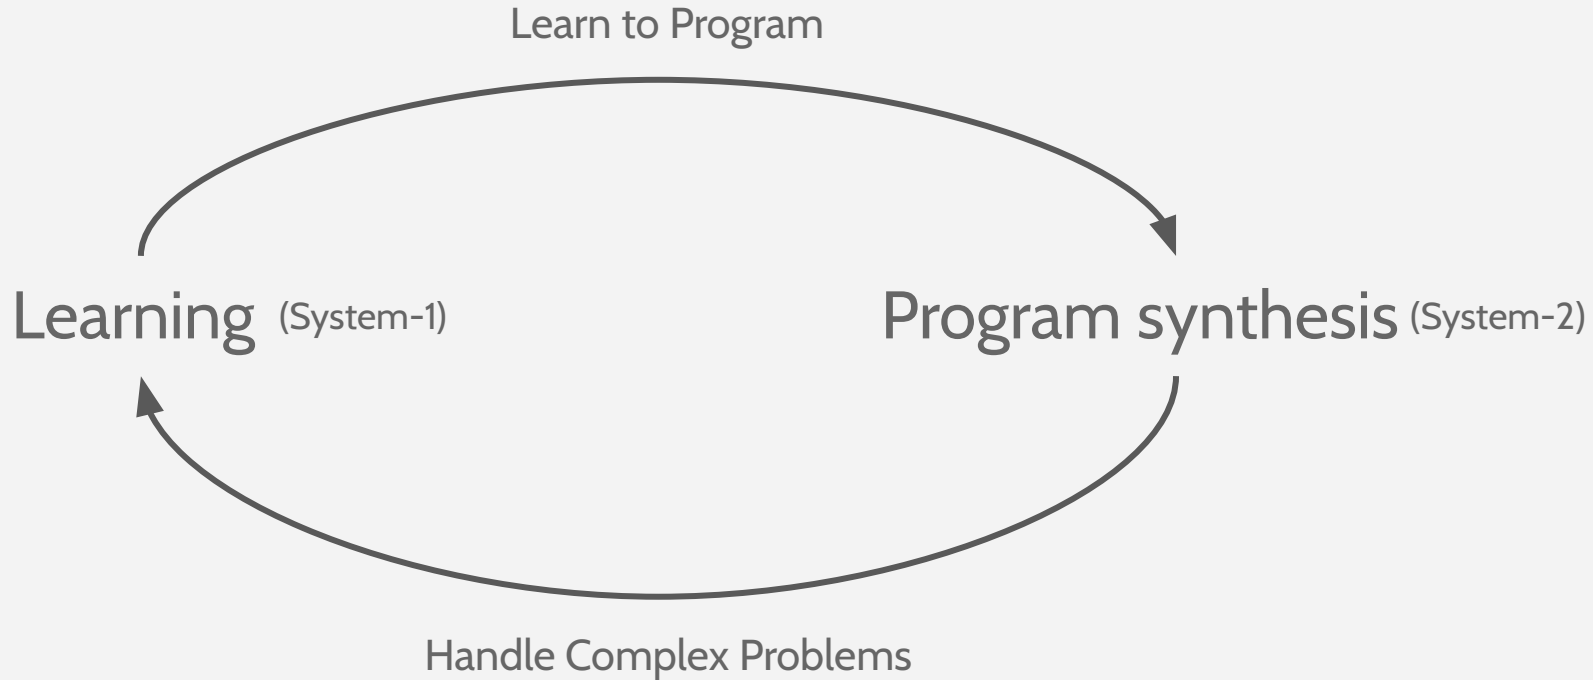 Learn to Program
Learning (System-1)
Program synthesis (System-2)
Handle Complex Problems